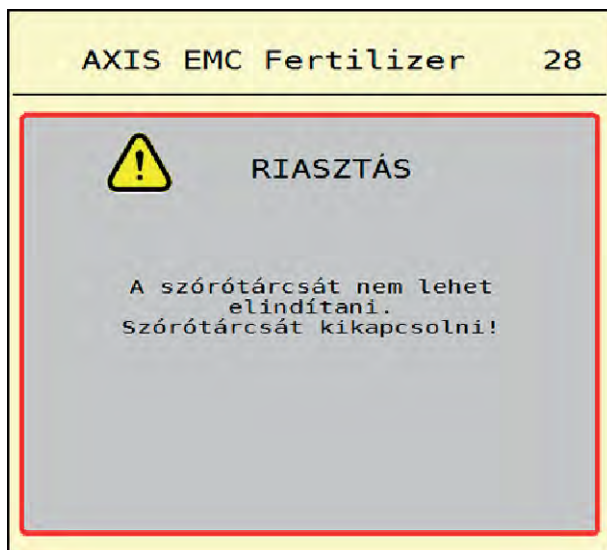 AXIS EMC Fertilizer 28
RIASZTÁS
A szórótárcsát nem lehet
elindítani.
Szórótárcsát kikapcsolni!